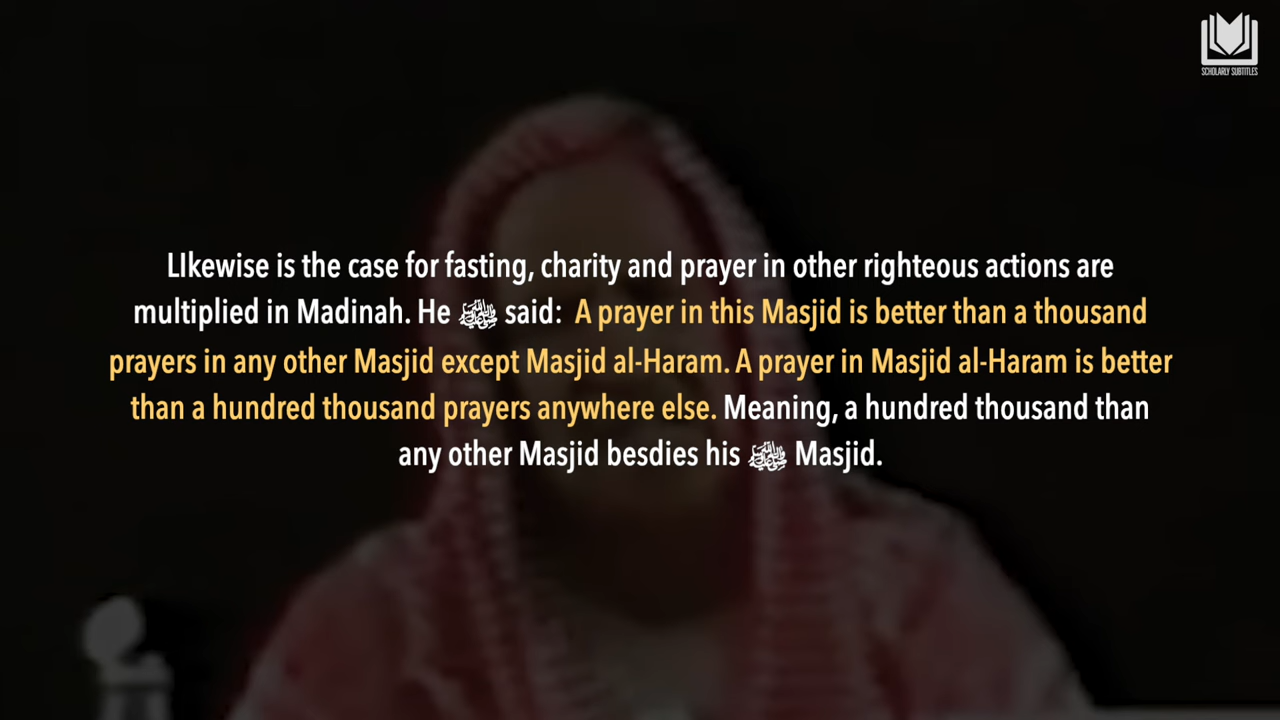 SCHOLARLY SUBTITLES
LIkewise is the case for fasting, charity and prayer in other righteous actions are
multiplied in Madinah. He ﷺ said: A prayer in this Masjid is better than a thousand
prayers in any other Masjid except Masjid al-Haram. A prayer in Masjid al-Haram is better
than a hundred thousand prayers anywhere else. Meaning, a hundred thousand than
any other Masjid besdies his ﷺ Masjid.